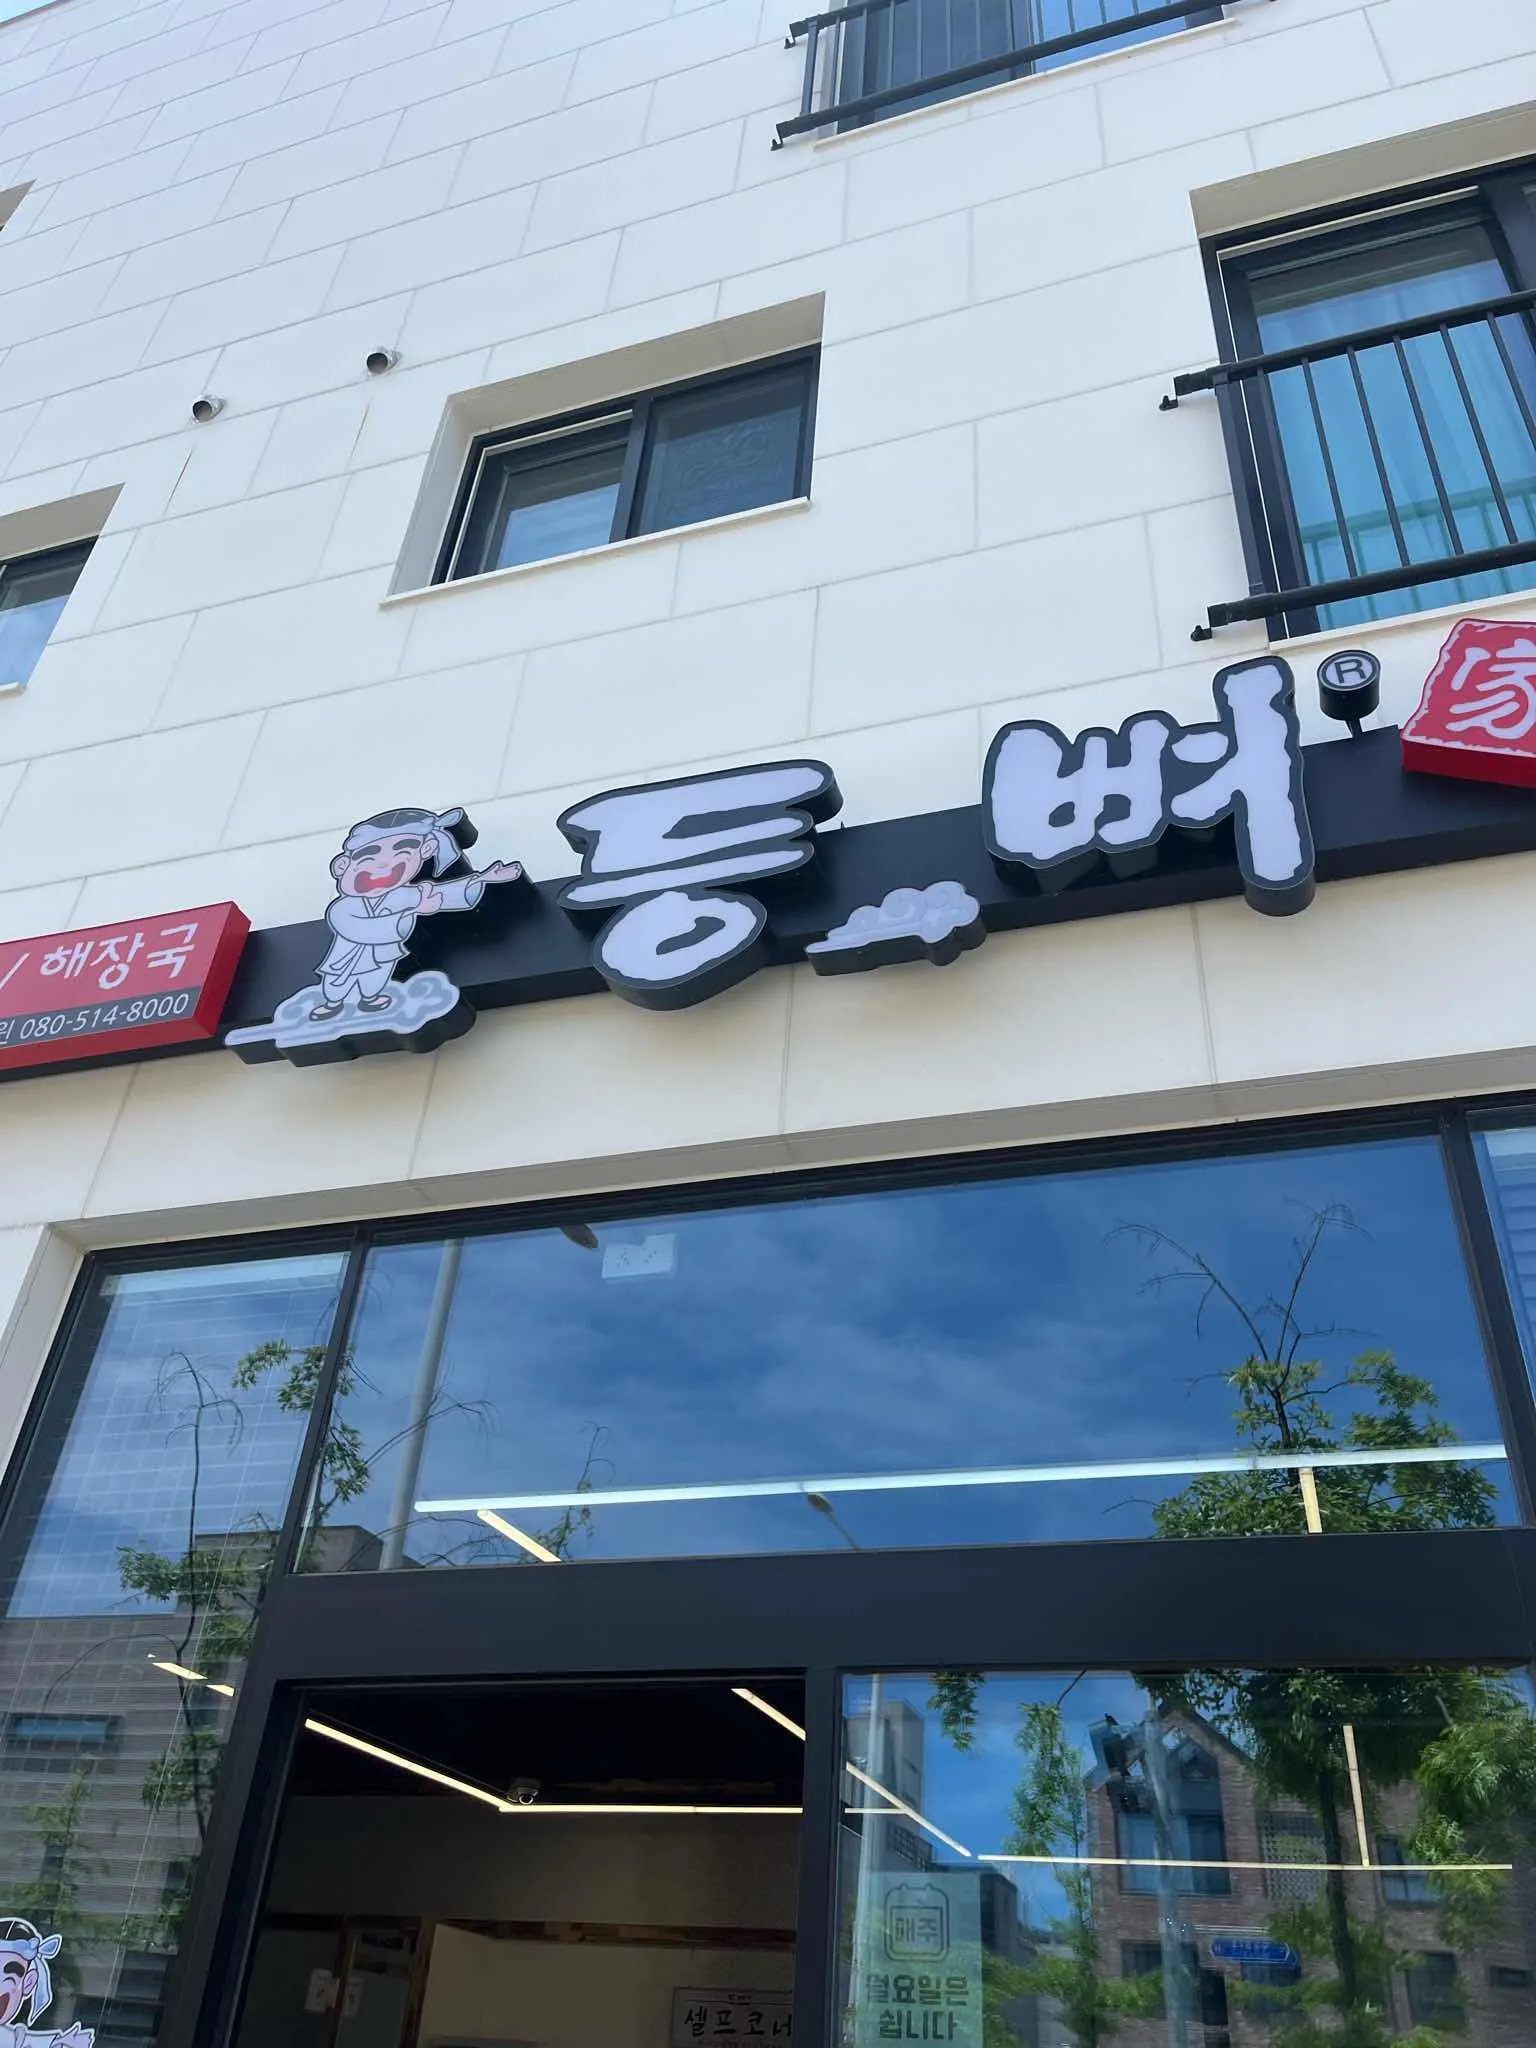 등뼈® 家
/ 해장국
080-514-8000
매주
월요일은
쉽니다
셀프코너